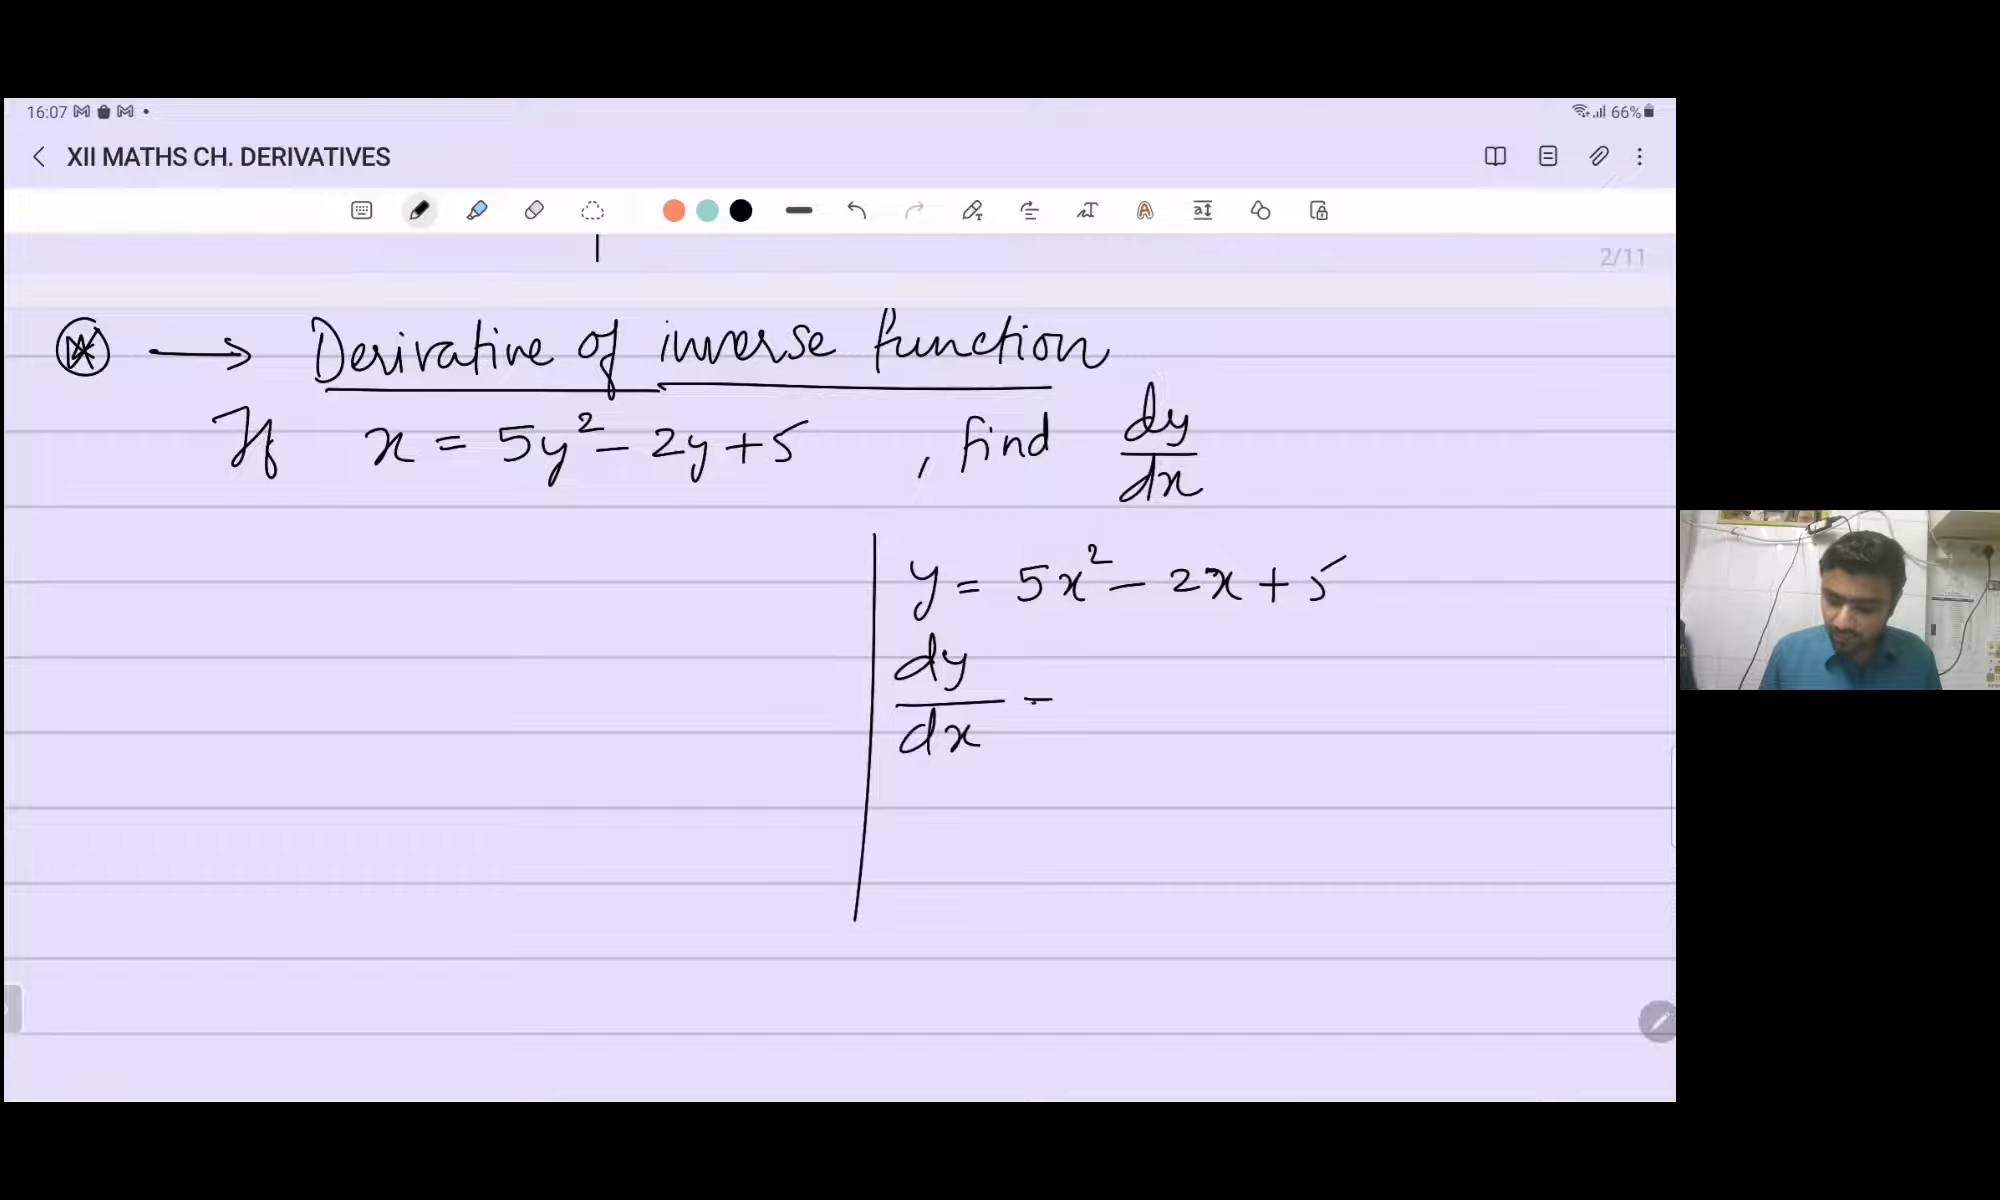 16:07
66%
XII MATHS CH. DERIVATIVES
2/11
→ Derivative of inverse function
If x = 5y² - 2y + 5 , find dy/dx
y = 5x² - 2x + 5
dy/dx -